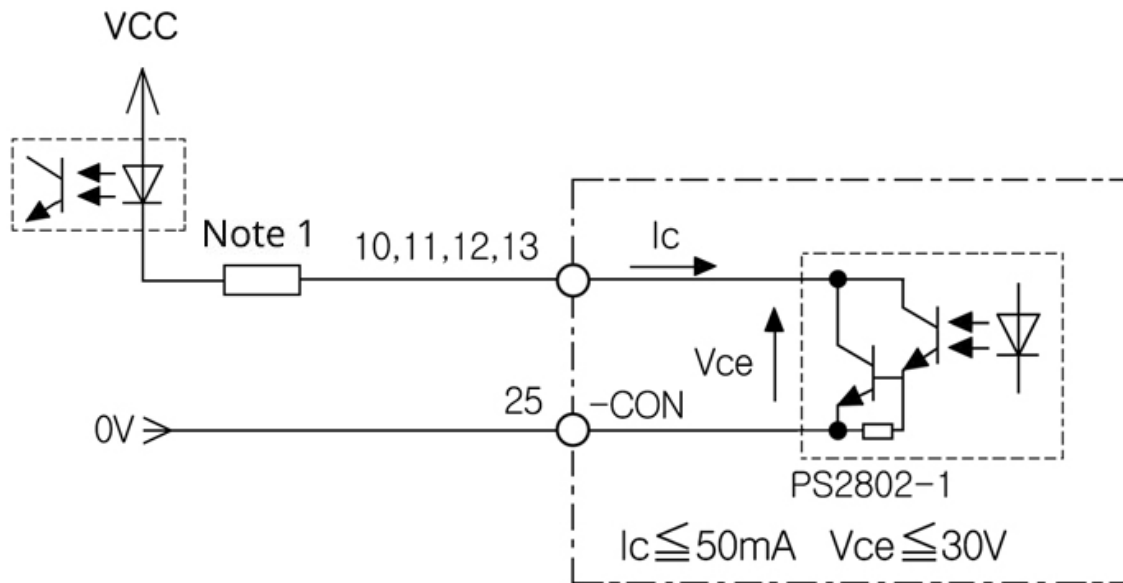 VCC
Note 1
10,11,12,13
Ic
Vce
25
-CON
0V
PS2802-1
Ic≦50mA Vce≦30V